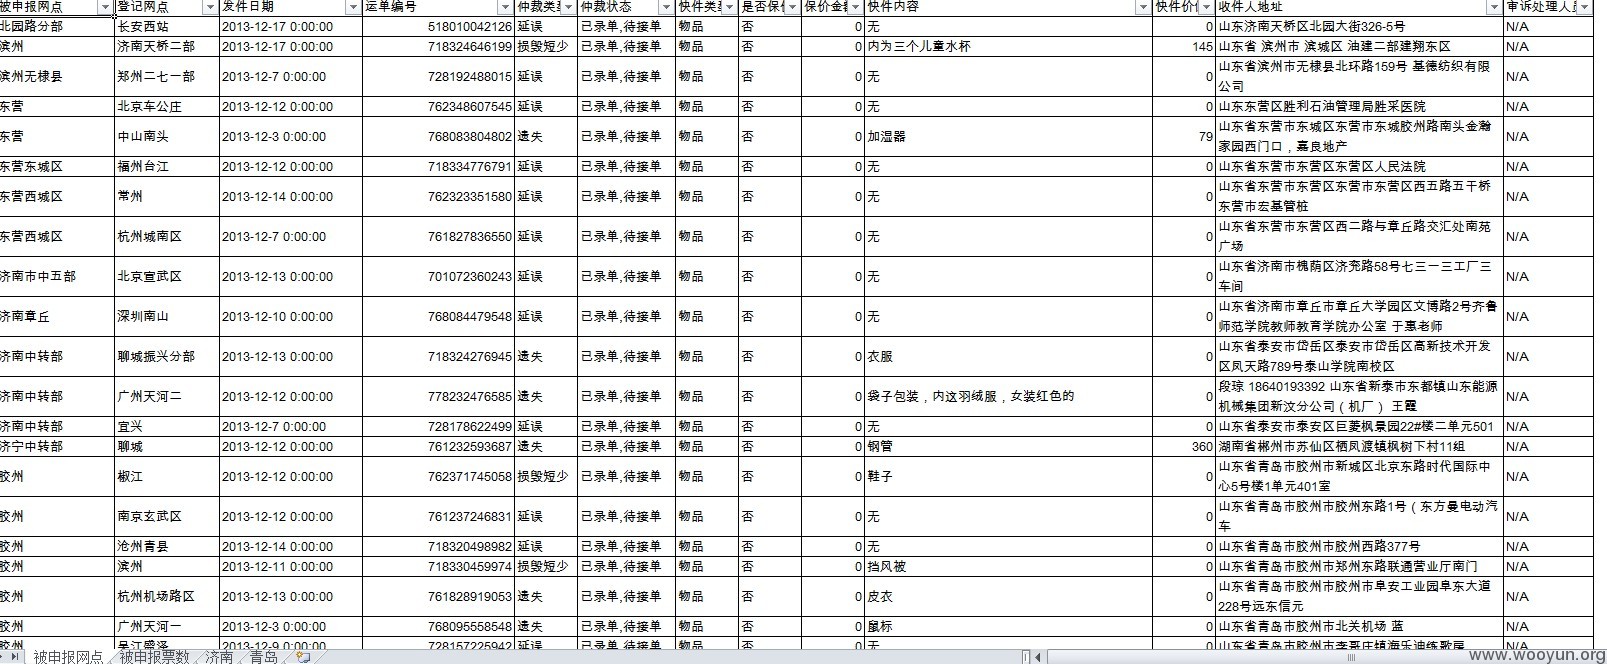 被申报网点 登记网点 发件日期 运单编号 仲裁类 仲裁状态 快件类 是否保 保价金 快件内容 快件价 收件人地址 审诉处理人
北园路分部 长安西站 2013-12-17 0:00:00 518010042126 延误 已录单,待接单 物品 否 0 无 0 山东济南天桥区北园大街326-5号 N/A
滨州 济南天桥二部 2013-12-17 0:00:00 718324646199 损毁短少 已录单,待接单 物品 否 0 内为三个儿童水杯 145 山东省 滨州市 滨城区 油建二部建翔东区 N/A
滨州无棣县 郑州二七一部 2013-12-7 0:00:00 728192488015 延误 已录单,待接单 物品 否 0 无 0 山东省滨州市无棣县北环路159号 基德纺织有限
公司 N/A
东营 北京车公庄 2013-12-12 0:00:00 762348607545 延误 已录单,待接单 物品 否 0 无 0 山东东营区胜利石油管理局胜采医院 N/A
东营 中山南头 2013-12-3 0:00:00 768083804802 遗失 已录单,待接单 物品 否 0 加湿器 79 山东省东营市东城区东营市东城胶州路南头金瀚
家园西门口，嘉良地产 N/A
东营东城区 福州台江 2013-12-12 0:00:00 718334776791 延误 已录单,待接单 物品 否 0 无 0 山东省东营市东营区东营区人民法院 N/A
东营西城区 常州 2013-12-14 0:00:00 762323351580 延误 已录单,待接单 物品 否 0 无 0 山东省东营市东营区东营市东营区西五路五干桥
东营市宏基管桩 N/A
东营西城区 杭州城南区 2013-12-7 0:00:00 761827836550 延误 已录单,待接单 物品 否 0 无 0 山东省东营市东营区西二路与章丘路交汇处南苑
广场 N/A
济南市中五部 北京宣武区 2013-12-13 0:00:00 701072360243 延误 已录单,待接单 物品 否 0 无 0 山东省济南市槐荫区济兖路58号七三一三工厂三
车间 N/A
济南章丘 深圳南山 2013-12-10 0:00:00 768084479548 延误 已录单,待接单 物品 否 0 无 0 山东省济南市章丘市章丘大学园区文博路2号齐鲁
师范学院教师教育学院办公室 于惠老师 N/A
济南中转部 聊城振兴分部 2013-12-13 0:00:00 718324276945 遗失 已录单,待接单 物品 否 0 衣服 0 山东省泰安市岱岳区泰安市岱岳区高新技术开发
区凤天路789号泰山学院南校区 N/A
济南中转部 广州天河二 2013-12-12 0:00:00 778232476585 遗失 已录单,待接单 物品 否 0 袋子包装，内这羽绒服，女装红色的 0 段琼 18640193392 山东省新泰市东都镇山东能源
机械集团新汶分公司（机厂） 王霞 N/A
济南中转部 宜兴 2013-12-7 0:00:00 728178622499 延误 已录单,待接单 物品 否 0 无 0 山东省泰安市泰安区巨菱枫景园22#楼二单元501 N/A
济宁中转部 聊城 2013-12-12 0:00:00 761232593687 遗失 已录单,待接单 物品 否 0 钢管 360 湖南省郴州市苏仙区栖凤渡镇枫树下村11组 N/A
胶州 椒江 2013-12-12 0:00:00 762371745058 损毁短少 已录单,待接单 物品 否 0 鞋子 0 山东省青岛市胶州市新城区北京东路时代国际中
心5号楼1单元401室 N/A
胶州 南京玄武区 2013-12-12 0:00:00 761237246831 延误 已录单,待接单 物品 否 0 无 0 山东省青岛市胶州市胶州东路1号（东方曼电动汽
车 N/A
胶州 沧州青县 2013-12-14 0:00:00 718320498982 延误 已录单,待接单 物品 否 0 无 0 山东省青岛市胶州市胶州西路377号 N/A
胶州 滨州 2013-12-11 0:00:00 718330459974 损毁短少 已录单,待接单 物品 否 0 挡风被 0 山东省青岛市胶州市郑州东路联通营业厅南门 N/A
胶州 杭州机场路区 2013-12-13 0:00:00 761828919053 遗失 已录单,待接单 物品 否 0 皮衣 0 山东省青岛市胶州市胶州市阜安工业园阜东大道
228号远东信元 N/A
胶州 广州天河一 2013-12-3 0:00:00 768095558548 遗失 已录单,待接单 物品 否 0 鼠标 0 山东省青岛市胶州市北关机场 蓝 N/A
胶州 吴江盛泽 2013-12-9 0:00:00 728157225942 延误 已录单,待接单 物品 否 0 无 0 山东省青岛市胶州市李哥庄镇海乐迪练歌房 N/A
被申报网点 被申报票数 济南 青岛
www.wooyun.org